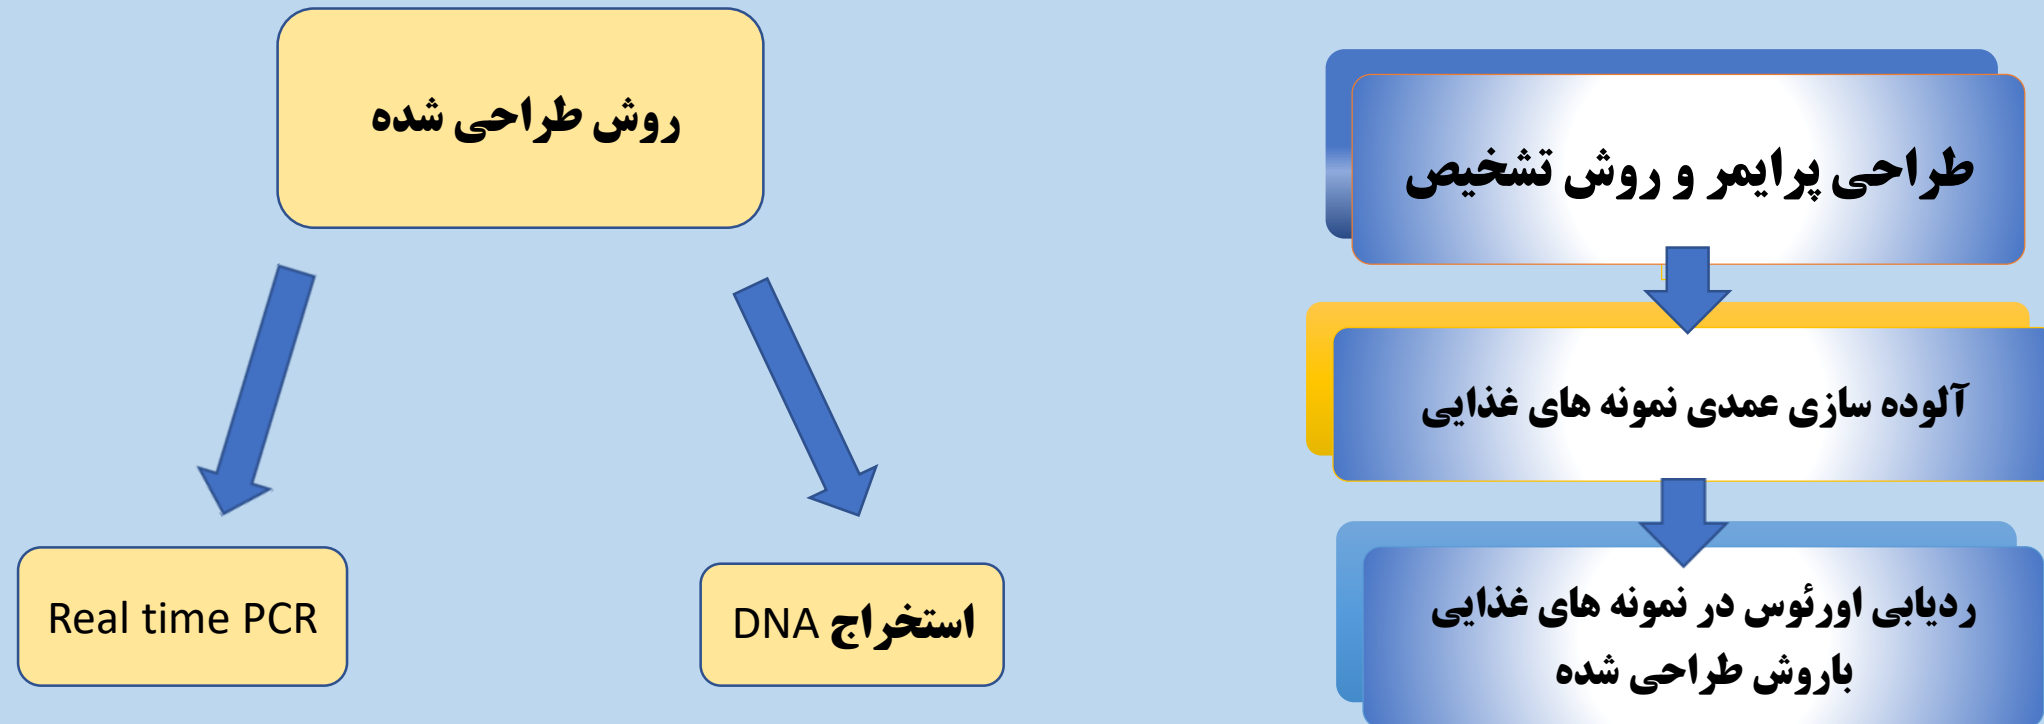 طراحی پرایمر و روش تشخیص
آلوده سازی عمدی نمونه های غذایی
ردیابی اورئوس در نمونه های غذایی
باروش طراحی شده
روش طراحی شده
استخراج DNA
Real time PCR